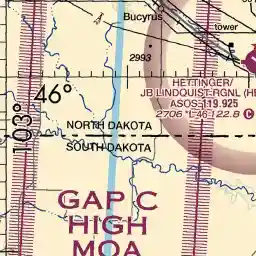 Bucyrus
tower
2993
HETTINGER/
JB LINDQUIST RGNL (HE
ASOS 119.925
2706 *L 46 122.8 C
46°
103°
NORTH DAKOTA
SOUTH DAKOTA
GAP C
HIGH
MOA